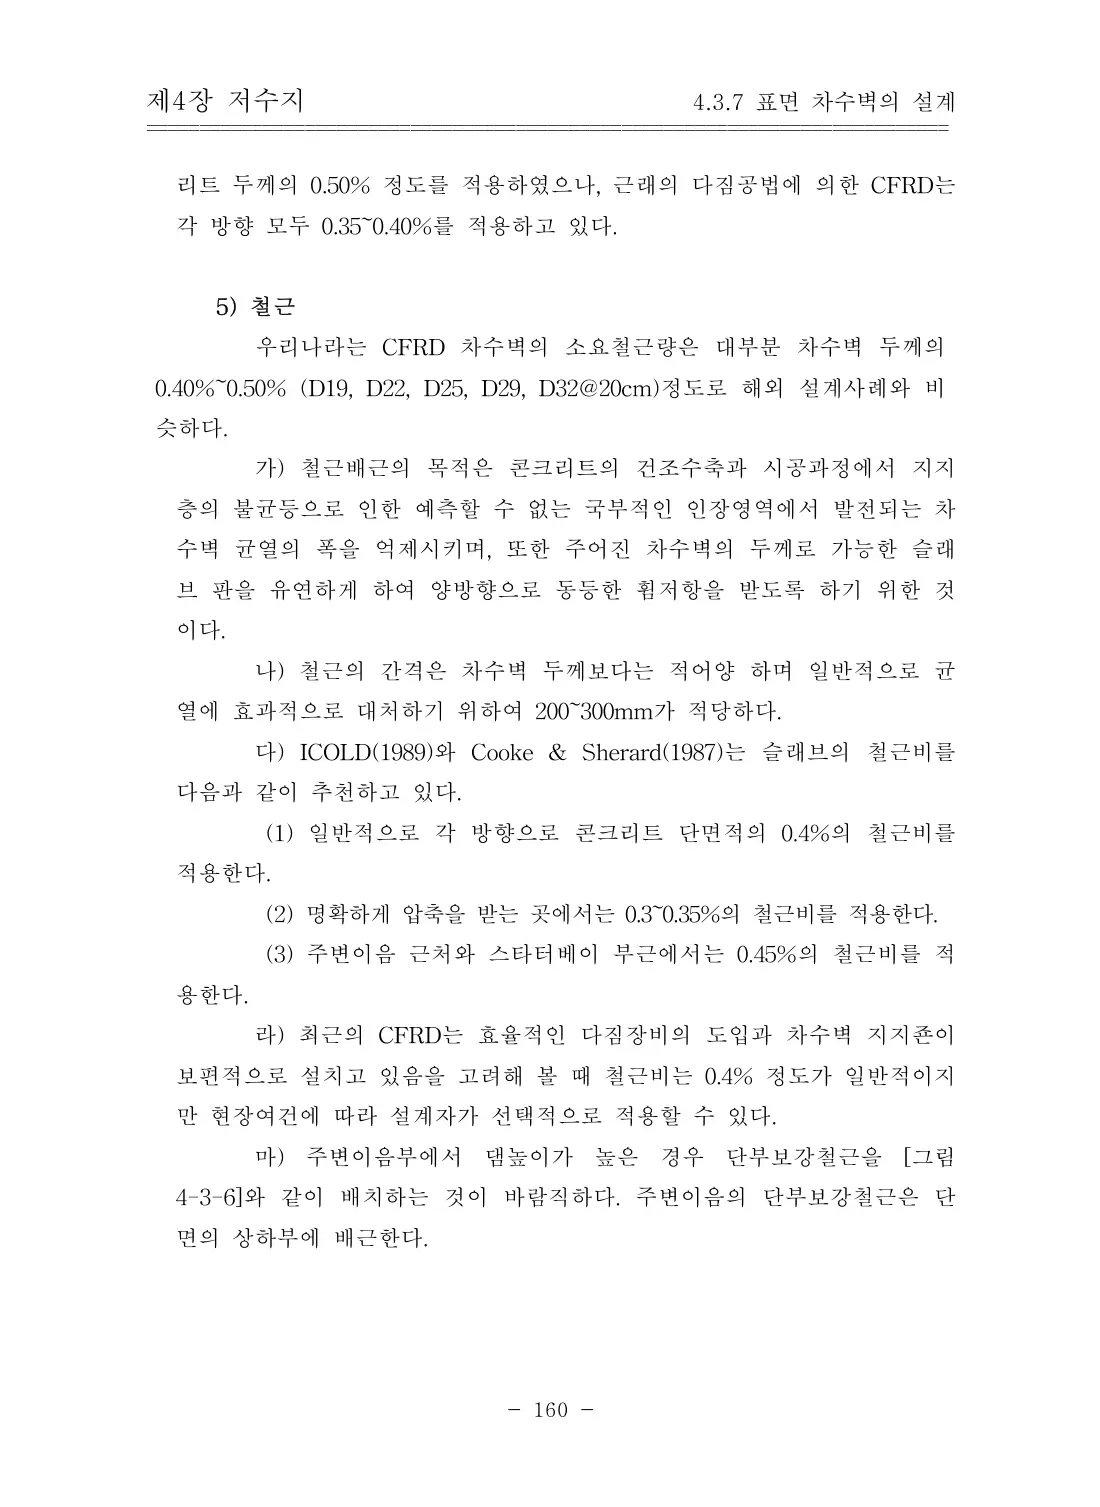 제4장 저수지
4.3.7 표면 차수벽의 설계
리트 두께의 0.50% 정도를 적용하였으나, 근래의 다짐공법에 의한 CFRD는
각 방향 모두 0.35~0.40%를 적용하고 있다.
5) 철근
우리나라는 CFRD 차수벽의 소요철근량은 대부분 차수벽 두께의
0.40%~0.50% (D19, D22, D25, D29, D32@20cm)정도로 해외 설계사례와 비
슷하다.
가) 철근배근의 목적은 콘크리트의 건조수축과 시공과정에서 지지
층의 불균등으로 인한 예측할 수 없는 국부적인 인장영역에서 발전되는 차
수벽 균열의 폭을 억제시키며, 또한 주어진 차수벽의 두께로 가능한 슬래
브 판을 유연하게 하여 양방향으로 동등한 휨저항을 받도록 하기 위한 것
이다.
나) 철근의 간격은 차수벽 두께보다는 적어양 하며 일반적으로 균
열에 효과적으로 대처하기 위하여 200~300mm가 적당하다.
다) ICOLD(1989)와 Cooke & Sherard(1987)는 슬래브의 철근비를
다음과 같이 추천하고 있다.
(1) 일반적으로 각 방향으로 콘크리트 단면적의 0.4%의 철근비를
적용한다.
(2) 명확하게 압축을 받는 곳에서는 0.3~0.35%의 철근비를 적용한다.
(3) 주변이음 근처와 스타터베이 부근에서는 0.45%의 철근비를 적
용한다.
라) 최근의 CFRD는 효율적인 다짐장비의 도입과 차수벽 지지죤이
보편적으로 설치고 있음을 고려해 볼 때 철근비는 0.4% 정도가 일반적이지
만 현장여건에 따라 설계자가 선택적으로 적용할 수 있다.
마) 주변이음부에서 댐높이가 높은 경우 단부보강철근을 [그림
4-3-6]와 같이 배치하는 것이 바람직하다. 주변이음의 단부보강철근은 단
면의 상하부에 배근한다.
- 160 -